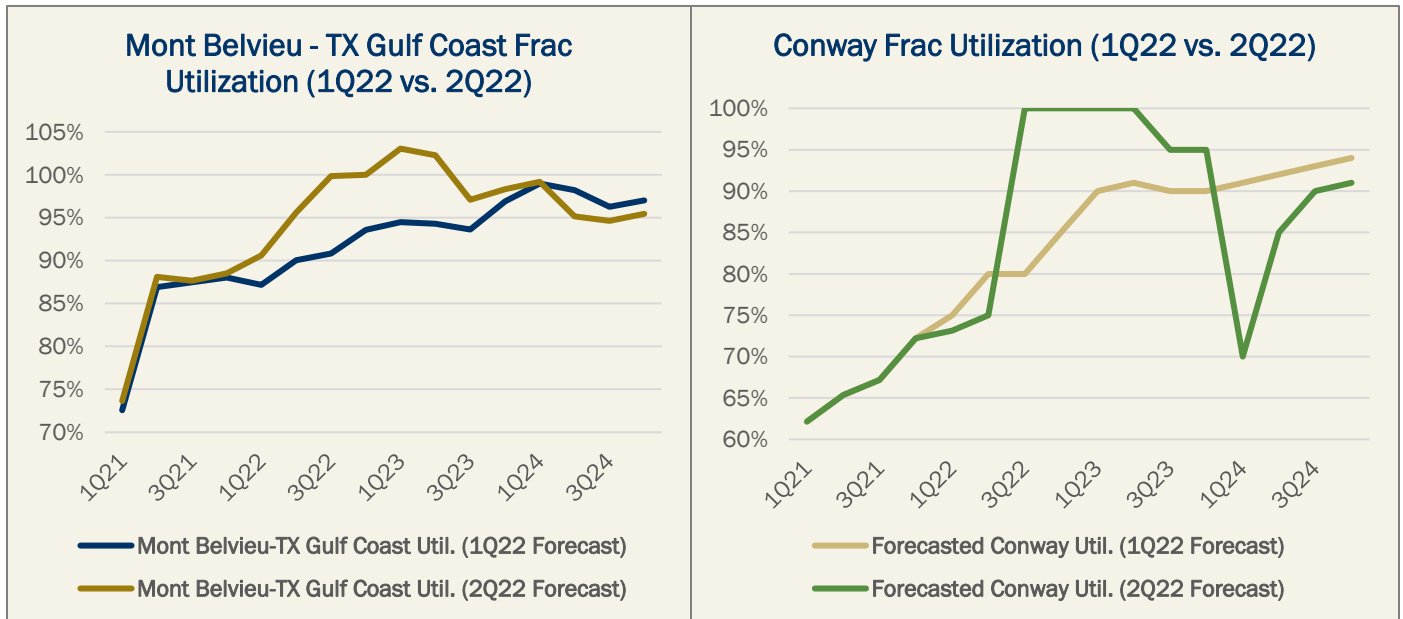 Mont Belvieu - TX Gulf Coast Frac
Utilization (1Q22 vs. 2Q22)
105%
100%
95%
90%
85%
80%
75%
70%
1Q21
3Q21
1Q22
3Q22
1Q23
3Q23
1Q24
3Q24
Mont Belvieu-TX Gulf Coast Util. (1Q22 Forecast)
Mont Belvieu-TX Gulf Coast Util. (2Q22 Forecast)
Conway Frac Utilization (1Q22 vs. 2Q22)
100%
95%
90%
85%
80%
75%
70%
65%
60%
1Q21
3Q21
1Q22
3Q22
1Q23
3Q23
1Q24
3Q24
Forecasted Conway Util. (1Q22 Forecast)
Forecasted Conway Util. (2Q22 Forecast)